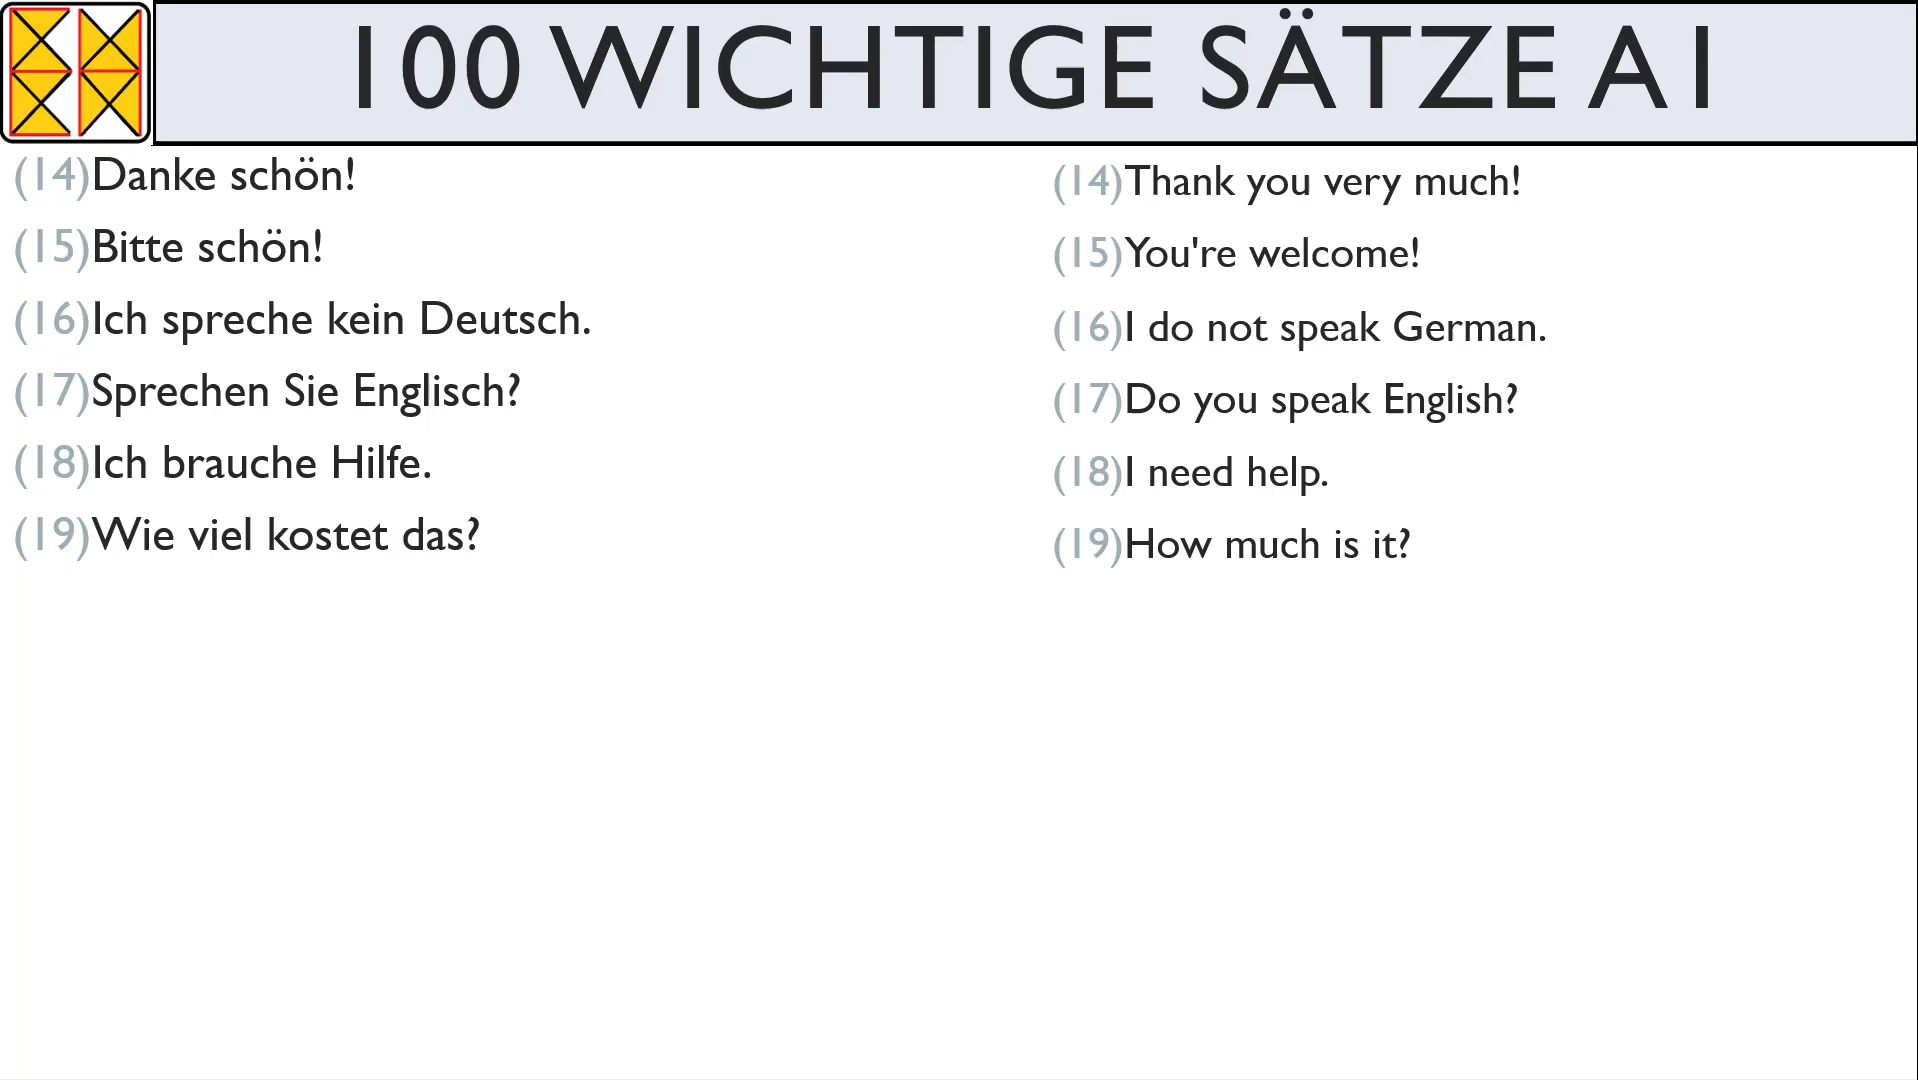 100 WICHTIGE SÄTZE A1
(14)Danke schön!
(15)Bitte schön!
(16)Ich spreche kein Deutsch.
(17)Sprechen Sie Englisch?
(18)Ich brauche Hilfe.
(19)Wie viel kostet das?
(14)Thank you very much!
(15)You're welcome!
(16)I do not speak German.
(17)Do you speak English?
(18)I need help.
(19)How much is it?